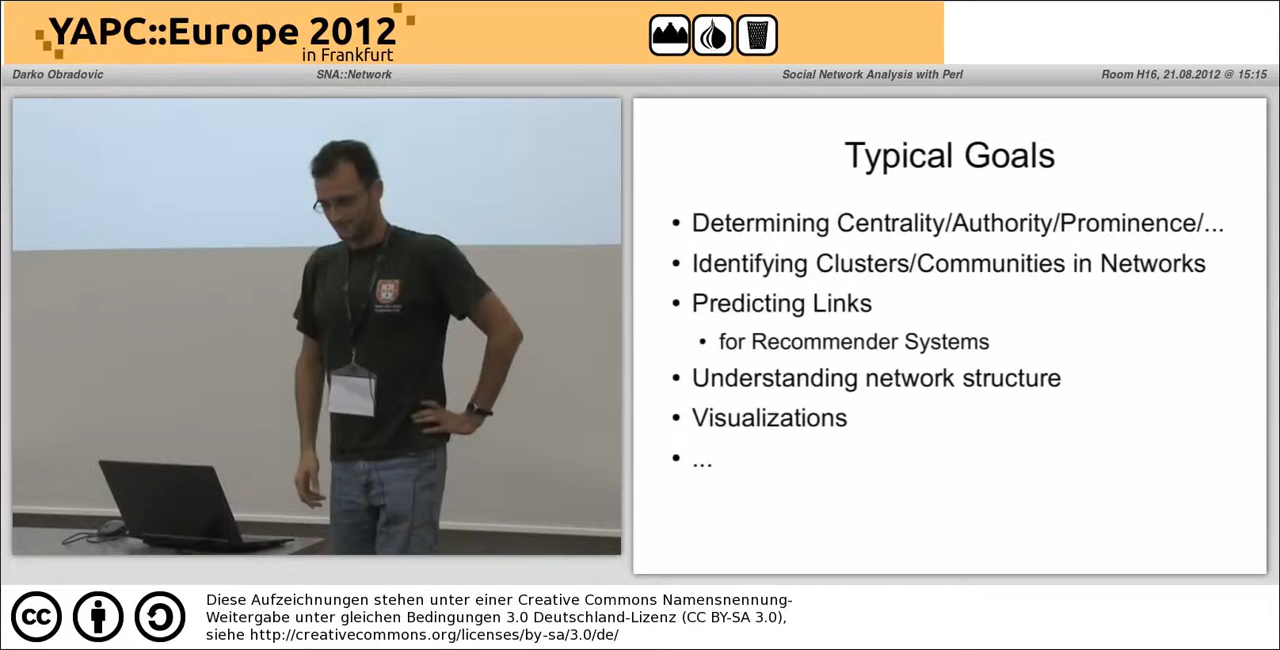 YAPC::Europe 2012
in Frankfurt
Darko Obradovic SNA::Network Social Network Analysis with Perl Room H16, 21.08.2012 @ 15:15
Typical Goals
• Determining Centrality/Authority/Prominence/...
• Identifying Clusters/Communities in Networks
• Predicting Links
• for Recommender Systems
• Understanding network structure
• Visualizations
• ...
cc
Diese Aufzeichnungen stehen unter einer Creative Commons Namensnennung-
Weitergabe unter gleichen Bedingungen 3.0 Deutschland-Lizenz (CC BY-SA 3.0),
siehe http://creativecommons.org/licenses/by-sa/3.0/de/